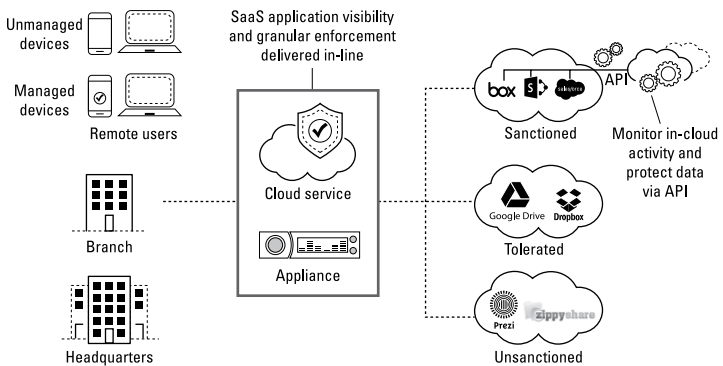 SaaS application visibility
and granular enforcement
delivered in-line
Unmanaged
devices
Managed
devices
Remote users
Branch
Headquarters
Cloud service
Appliance
box
S
salesforce
API
Sanctioned
Monitor in-cloud
activity and
protect data
via API
Google Drive
Dropbox
Tolerated
Prezi
zippyshare
Unsanctioned